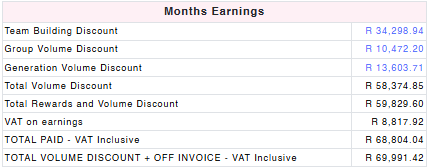 Months Earnings
Team Building Discount R 34,298.94
Group Volume Discount R 10,472.20
Generation Volume Discount R 13,603.71
Total Volume Discount R 58,374.85
Total Rewards and Volume Discount R 59,829.60
VAT on earnings R 8,817.92
TOTAL PAID - VAT Inclusive R 68,804.04
TOTAL VOLUME DISCOUNT + OFF INVOICE - VAT Inclusive R 69,991.42